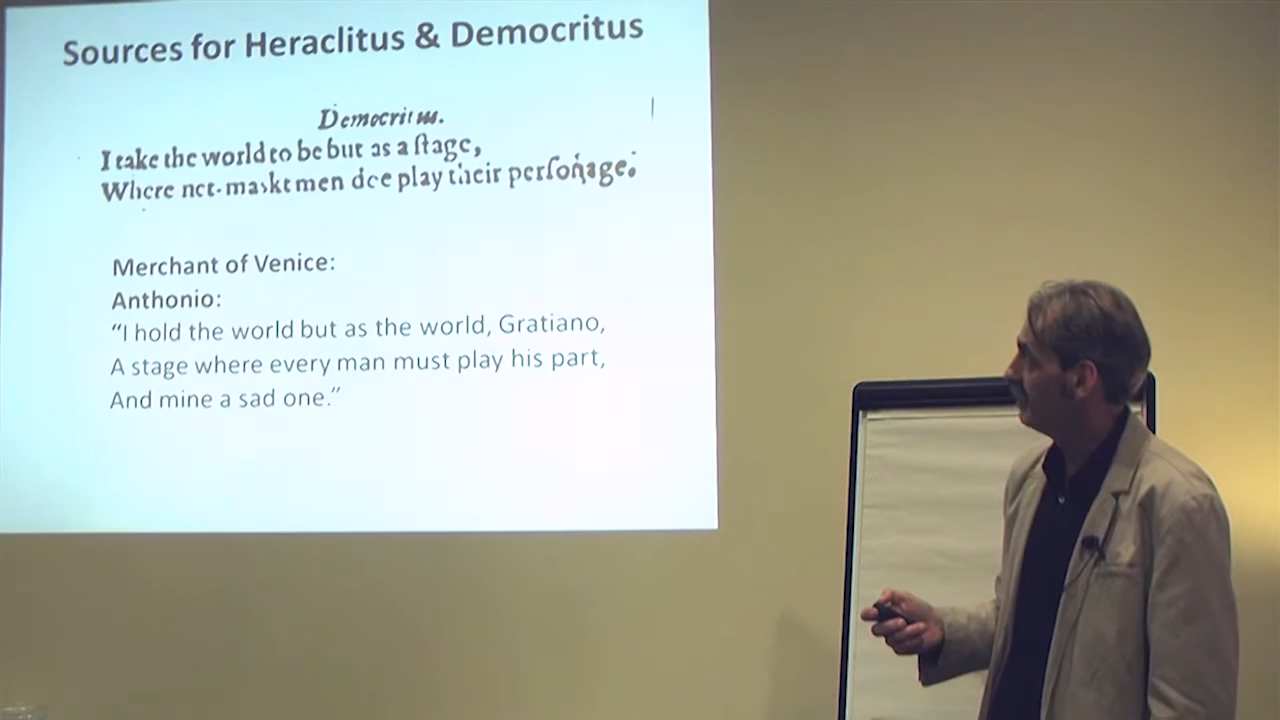 Sources for Heraclitus & Democritus
Democritus.
I take the world to be but as a ſtage,
Where net-maskt men doe play their perſonage.
Merchant of Venice:
Anthonio:
“I hold the world but as the world, Gratiano,
A stage where every man must play his part,
And mine a sad one.”